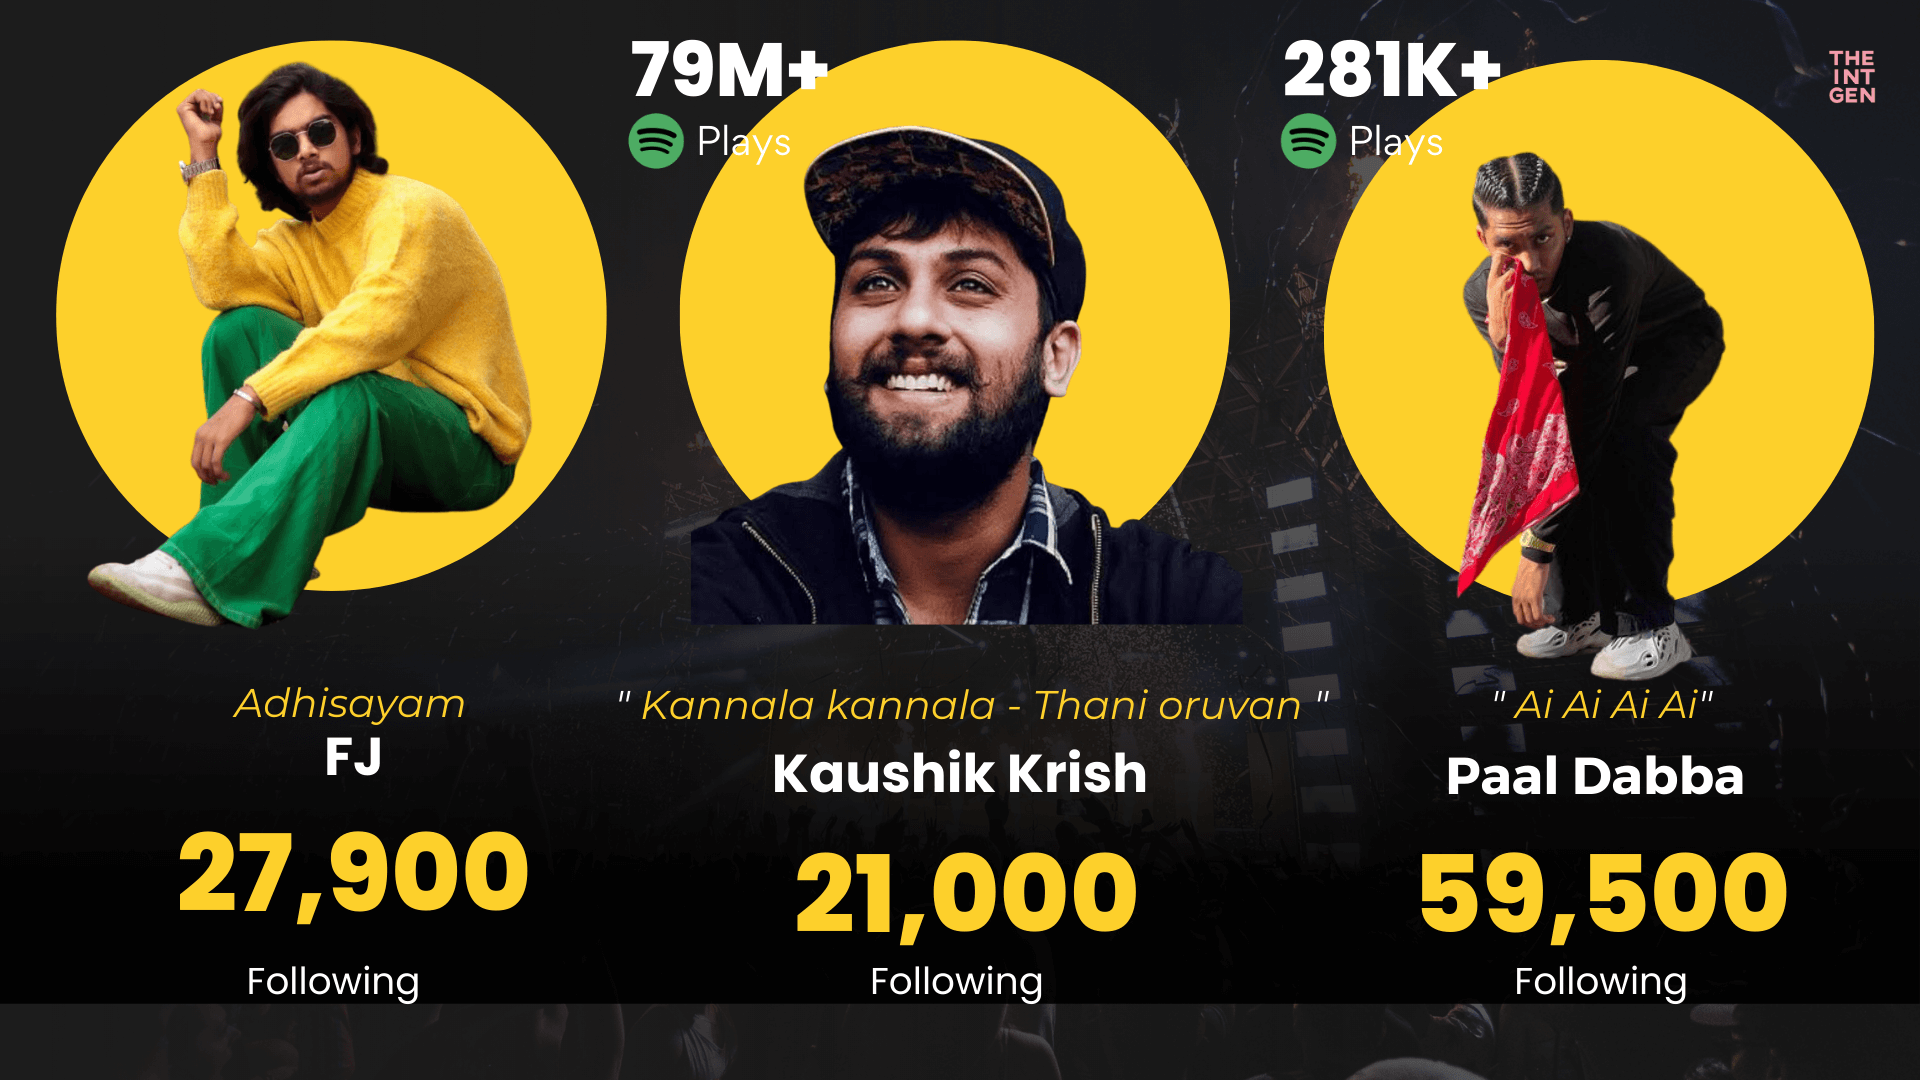 79M+
Plays
281K+
Plays
THE
INT
GEN
Adhisayam
FJ
27,900
Following
" Kannala kannala - Thani oruvan "
Kaushik Krish
21,000
Following
" Ai Ai Ai Ai"
Paal Dabba
59,500
Following